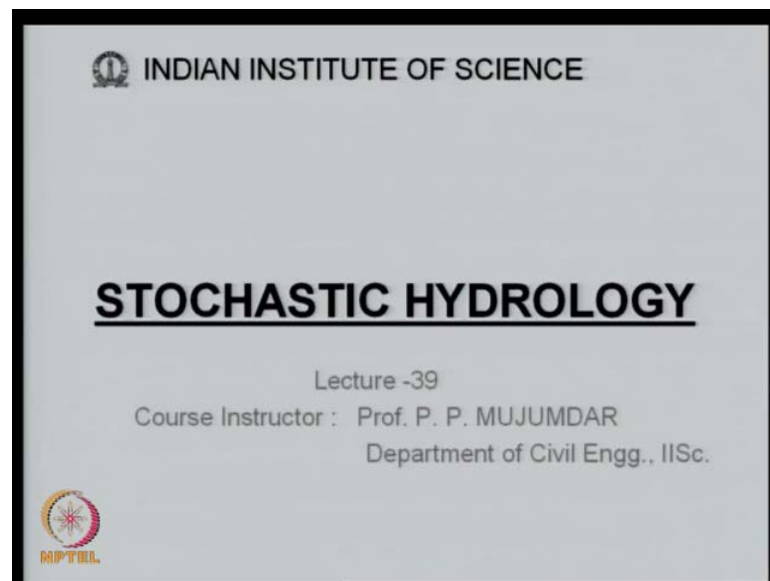 INDIAN INSTITUTE OF SCIENCE
STOCHASTIC HYDROLOGY
Lecture -39
Course Instructor : Prof. P. P. MUJUMDAR
Department of Civil Engg., IISc.
NPTEL